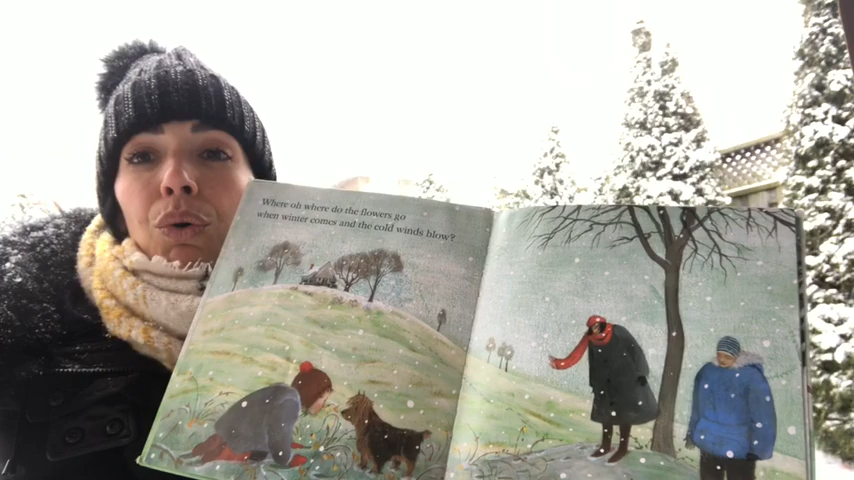 Where oh where do the flowers go
when winter comes and the cold winds blow?